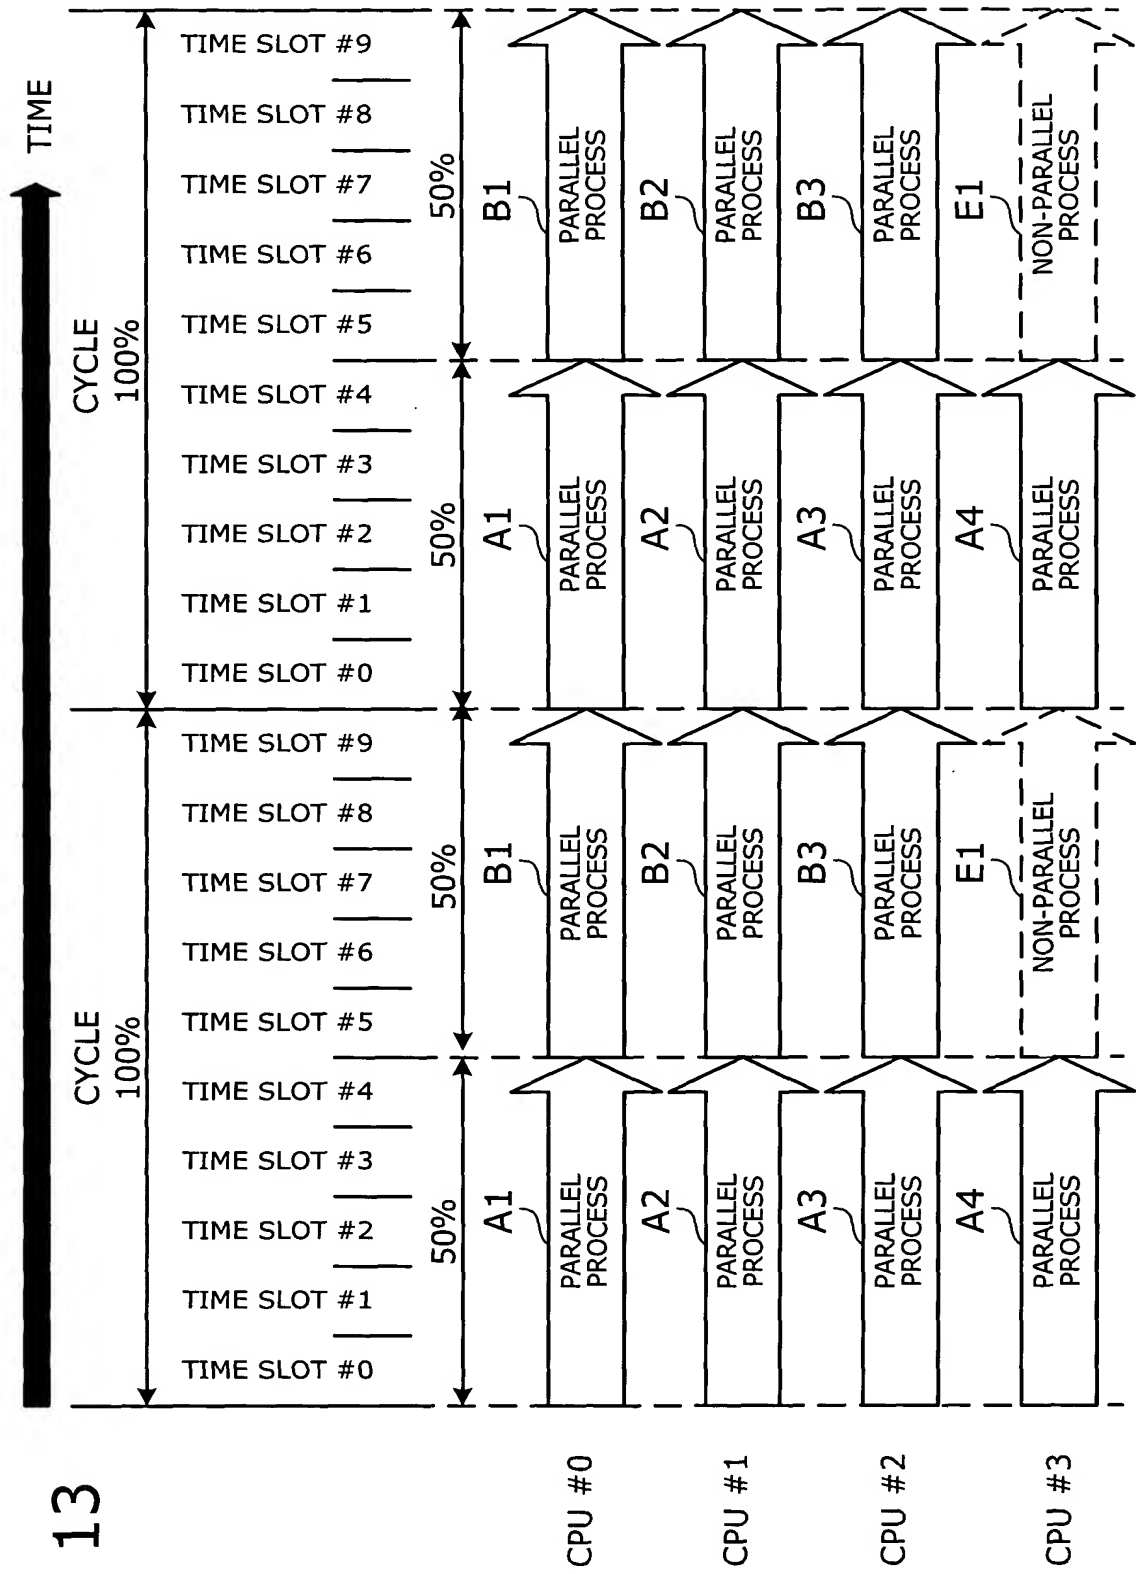 13
TIME
CYCLE
100%
CYCLE
100%
TIME SLOT #0
TIME SLOT #1
TIME SLOT #2
TIME SLOT #3
TIME SLOT #4
TIME SLOT #5
TIME SLOT #6
TIME SLOT #7
TIME SLOT #8
TIME SLOT #9
TIME SLOT #0
TIME SLOT #1
TIME SLOT #2
TIME SLOT #3
TIME SLOT #4
TIME SLOT #5
TIME SLOT #6
TIME SLOT #7
TIME SLOT #8
TIME SLOT #9
50%
50%
50%
50%
CPU #0
A1
PARALLEL
PROCESS
B1
PARALLEL
PROCESS
A1
PARALLEL
PROCESS
B1
PARALLEL
PROCESS
CPU #1
A2
PARALLEL
PROCESS
B2
PARALLEL
PROCESS
A2
PARALLEL
PROCESS
B2
PARALLEL
PROCESS
CPU #2
A3
PARALLEL
PROCESS
B3
PARALLEL
PROCESS
A3
PARALLEL
PROCESS
B3
PARALLEL
PROCESS
CPU #3
A4
PARALLEL
PROCESS
E1
NON-PARALLEL
PROCESS
A4
PARALLEL
PROCESS
E1
NON-PARALLEL
PROCESS